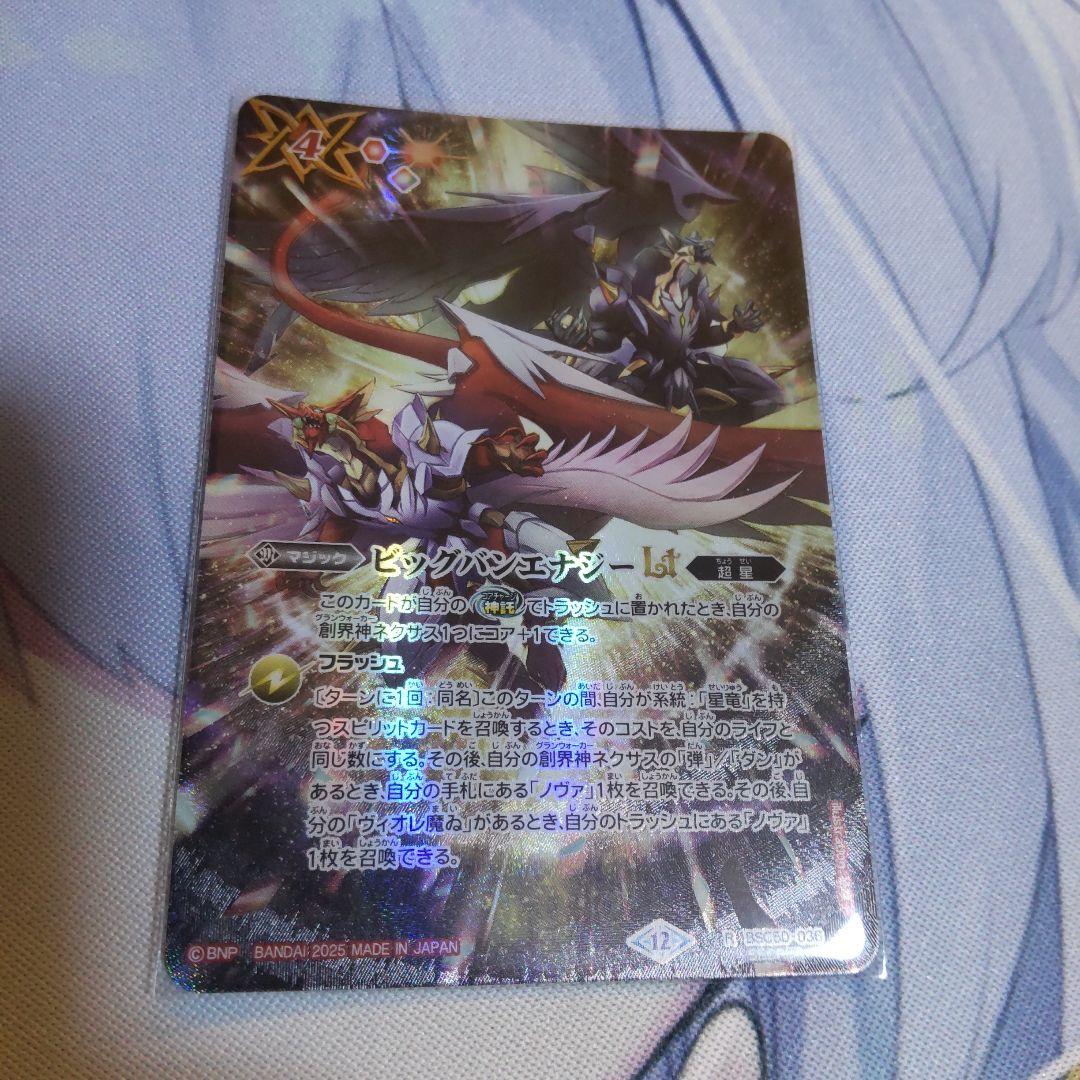 4
マジック ビッグバンエナジー Lt 超星
このカードが自分の 神託 でトラッシュに置かれたとき、自分の
創界神ネクサス1つにコア+1できる。
フラッシュ
〔ターンに1回:同名〕このターンの間、自分が系統:「星竜」を持
つスピリットカードを召喚するとき、そのコストを、自分のライフと
同じ数にする。その後、自分の創界神ネクサスの「弾」/「ダン」が
あるとき、自分の手札にある「ノヴァ」1枚を召喚できる。その後、自
分の「ヴィオレ魔ゐ」があるとき、自分のトラッシュにある「ノヴァ」
1枚を召喚できる。
©BNP BANDAI 2025 MADE IN JAPAN 12 R BSC50-036